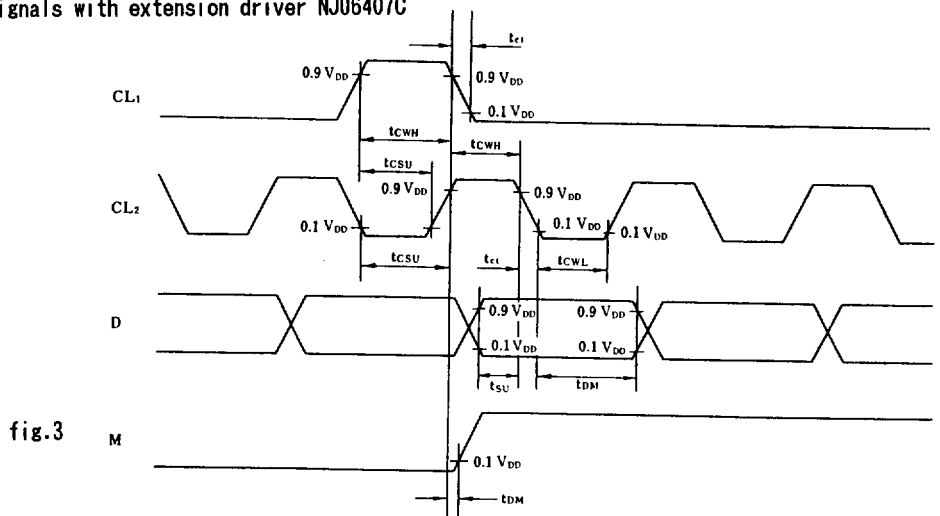 ignals with extension driver NJU6407C
tct
0.9 VDD
0.9 VDD
CL1
0.1 VDD
tCWH
tCWH
tCSU
0.9 VDD
0.9 VDD
CL2
0.1 VDD
0.1 VDD
0.1 VDD
tCSU
tct
tCWL
D
0.9 VDD
0.9 VDD
0.1 VDD
0.1 VDD
tSU
tDM
fig.3
M
0.1 VDD
tDM